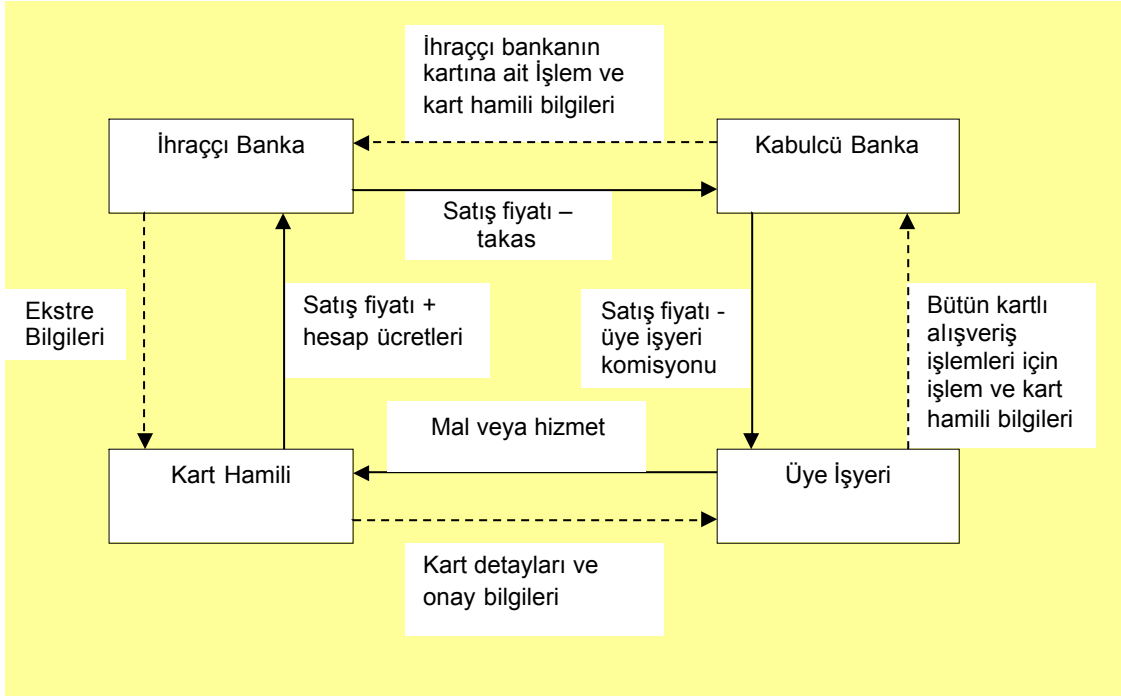 İhraççı bankanın
kartına ait İşlem ve
kart hamili bilgileri
İhraççı Banka
Kabulcü Banka
Satış fiyatı –
takas
Ekstre
Bilgileri
Satış fiyatı +
hesap ücretleri
Satış fiyatı -
üye işyeri
komisyonu
Bütün kartlı
alışveriş
işlemleri için
işlem ve kart
hamili bilgileri
Mal veya hizmet
Kart Hamili
Üye İşyeri
Kart detayları ve
onay bilgileri